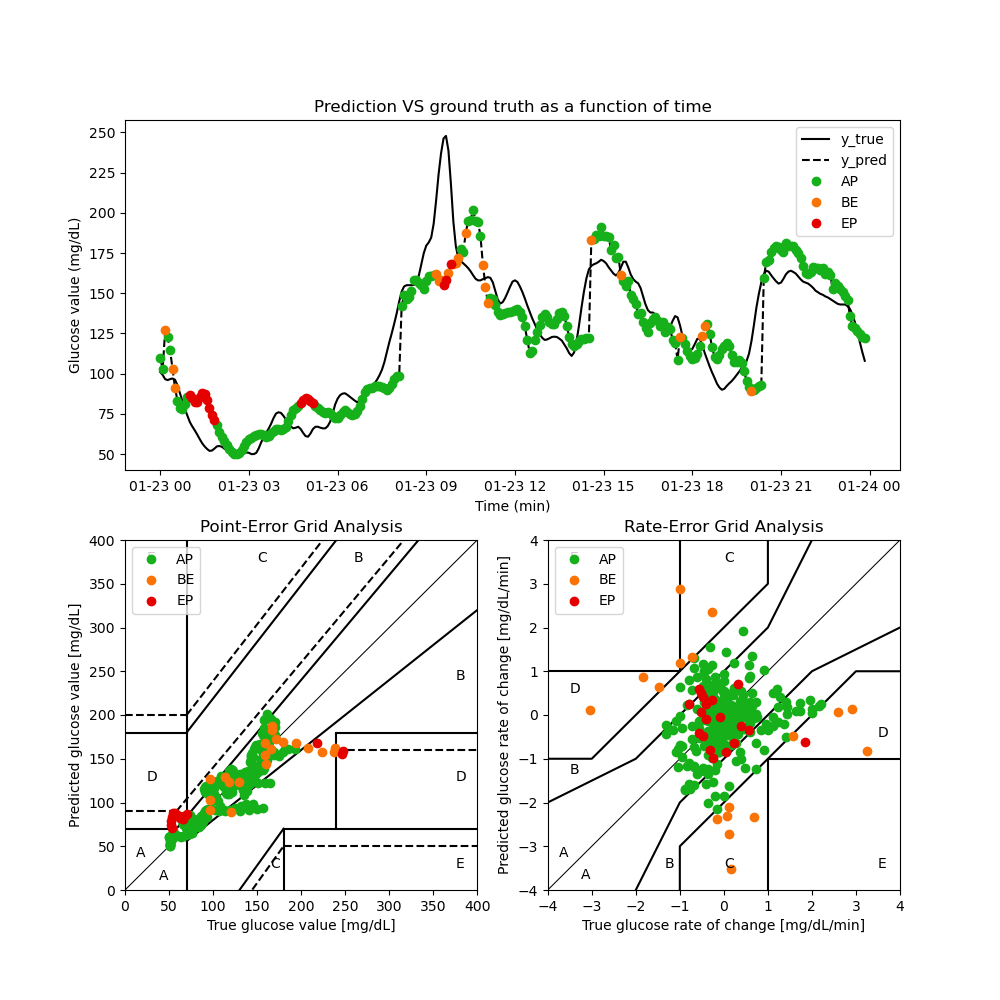 Prediction VS ground truth as a function of time
Glucose value (mg/dL)
250
225
200
175
150
125
100
75
50
y_true
y_pred
AP
BE
EP
01-23 00 01-23 03 01-23 06 01-23 09 01-23 12 01-23 15 01-23 18 01-23 21 01-24 00
Time (min)
Point-Error Grid Analysis
Predicted glucose value [mg/dL]
400
350
300
250
200
150
100
50
0
AP
BE
EP
C
B
B
D
D
A
A
C
E
0 50 100 150 200 250 300 350 400
True glucose value [mg/dL]
Rate-Error Grid Analysis
Predicted glucose rate of change [mg/dL/min]
4
3
2
1
0
−1
−2
−3
−4
AP
BE
EP
C
D
D
B
A
A
B
C
E
−4 −3 −2 −1 0 1 2 3 4
True glucose rate of change [mg/dL/min]